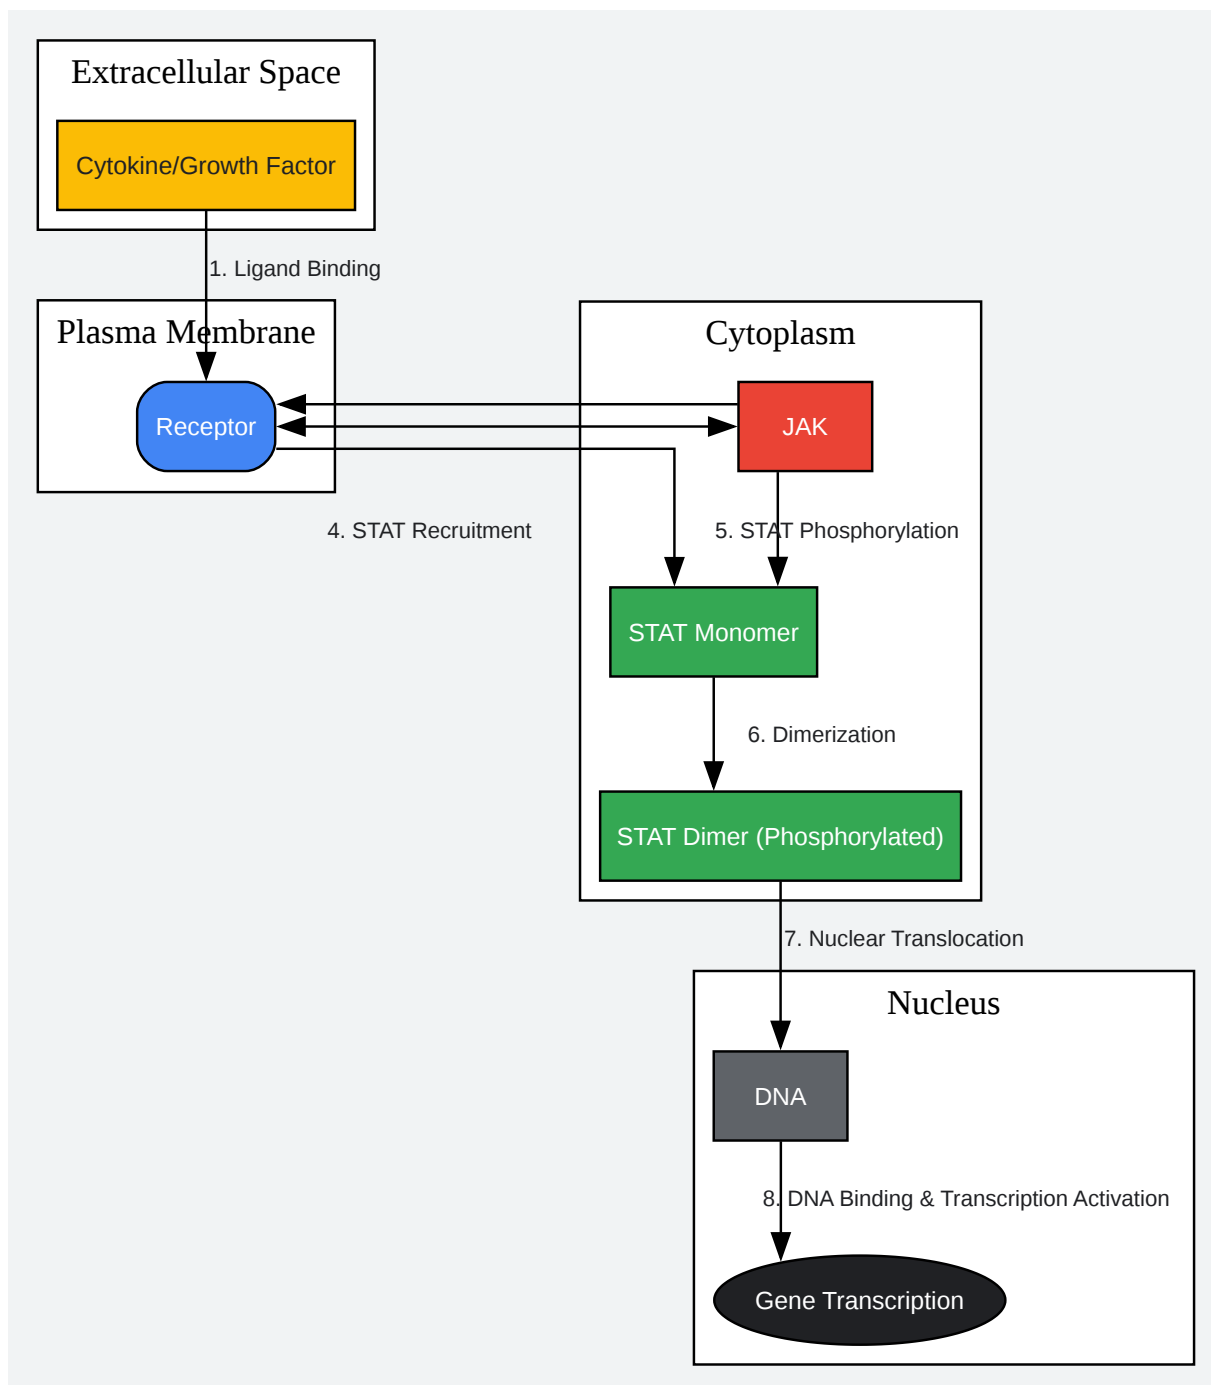 Extracellular Space
Cytokine/Growth Factor
1. Ligand Binding
Plasma Membrane
Receptor
Cytoplasm
JAK
4. STAT Recruitment
5. STAT Phosphorylation
STAT Monomer
6. Dimerization
STAT Dimer (Phosphorylated)
7. Nuclear Translocation
Nucleus
DNA
8. DNA Binding & Transcription Activation
Gene Transcription